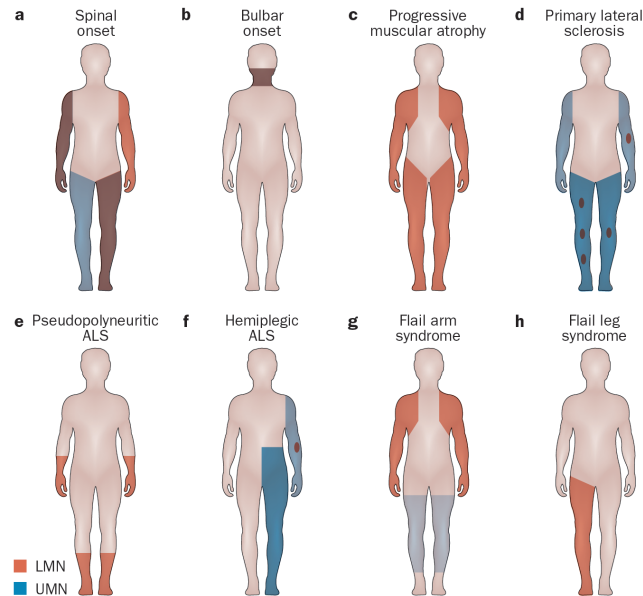 a Spinal
onset
b Bulbar
onset
c Progressive
muscular atrophy
d Primary lateral
sclerosis
e Pseudopolyneuritic
ALS
f Hemiplegic
ALS
g Flail arm
syndrome
h Flail leg
syndrome
LMN
UMN